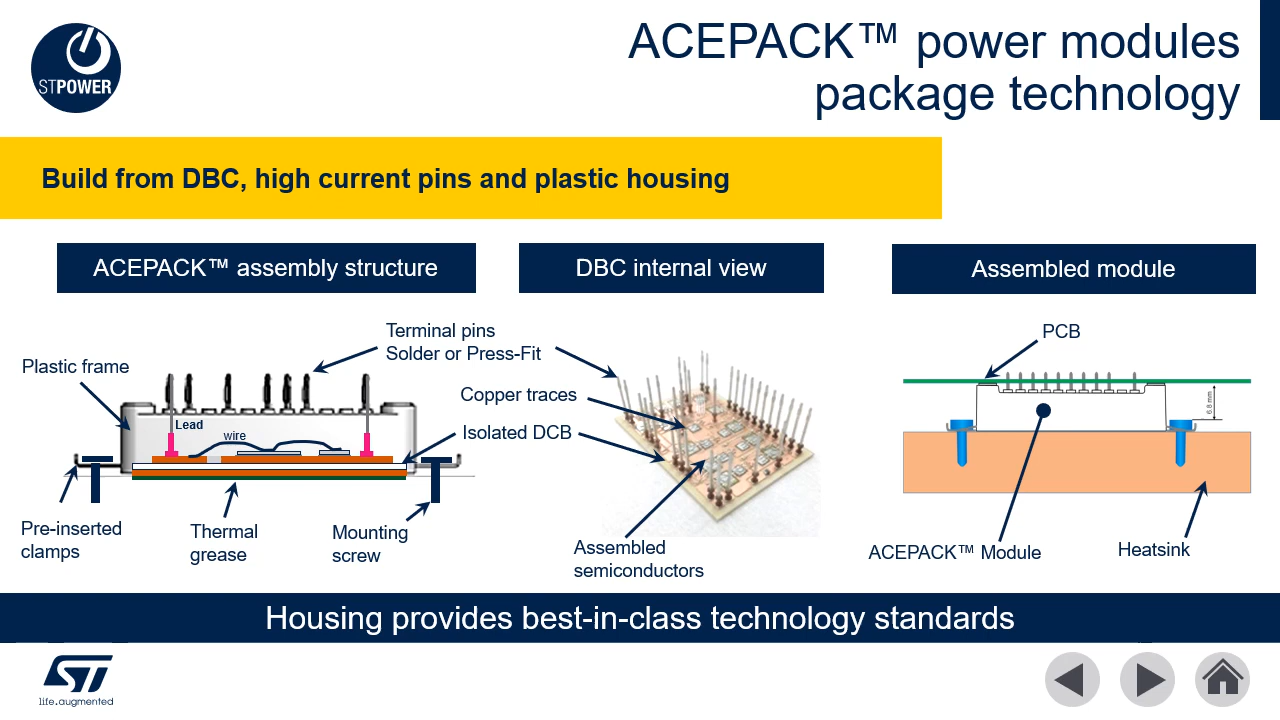 STPOWER
ACEPACK™ power modules
package technology
Build from DBC, high current pins and plastic housing
ACEPACK™ assembly structure
DBC internal view
Assembled module
Terminal pins
Solder or Press-Fit
Plastic frame
Copper traces
Lead
wire
Isolated DCB
Pre-inserted
clamps
Thermal
grease
Mounting
screw
Assembled
semiconductors
PCB
6.8 mm
ACEPACK™ Module
Heatsink
Housing provides best-in-class technology standards
ST
life.augmented